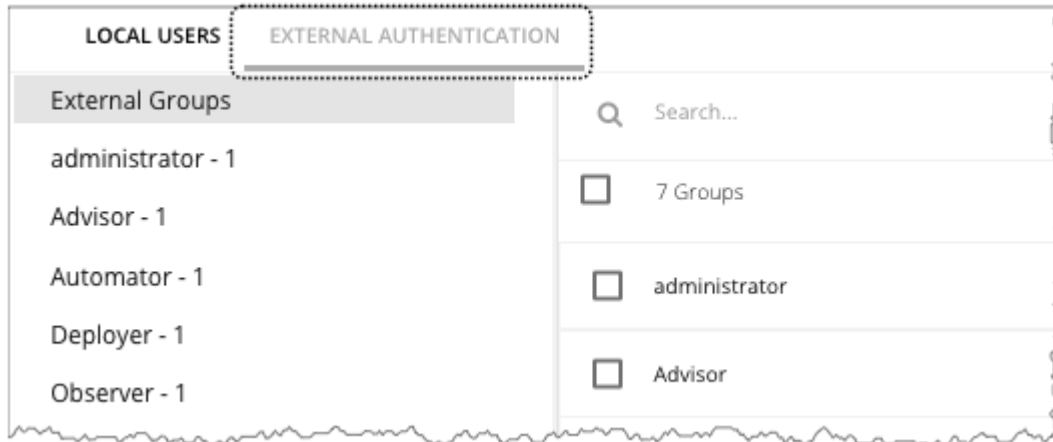 LOCAL USERS EXTERNAL AUTHENTICATION
External Groups
administrator - 1
Advisor - 1
Automator - 1
Deployer - 1
Observer - 1
Search...
7 Groups
administrator
Advisor